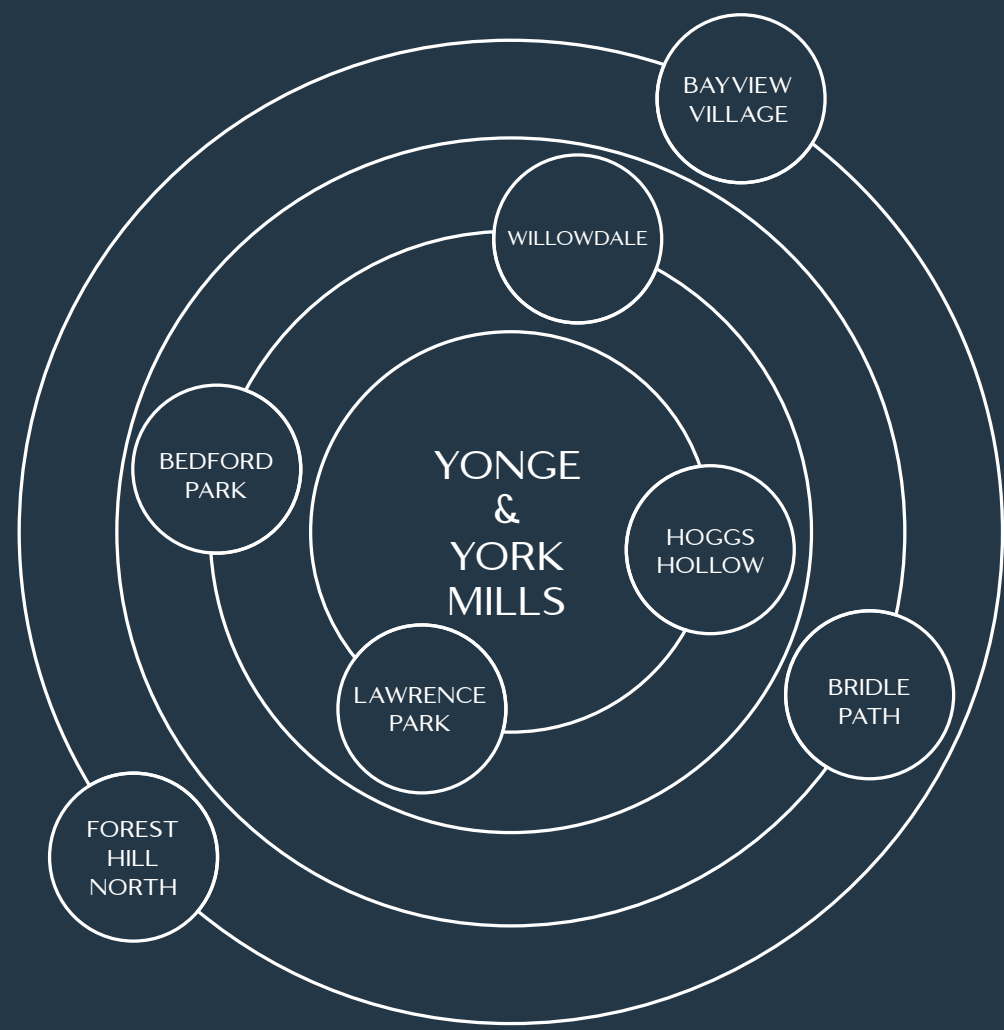 BAYVIEW
VILLAGE
WILLOWDALE
BEDFORD
PARK
YONGE
&
YORK
MILLS
HOGGS
HOLLOW
LAWRENCE
PARK
BRIDLE
PATH
FOREST
HILL
NORTH